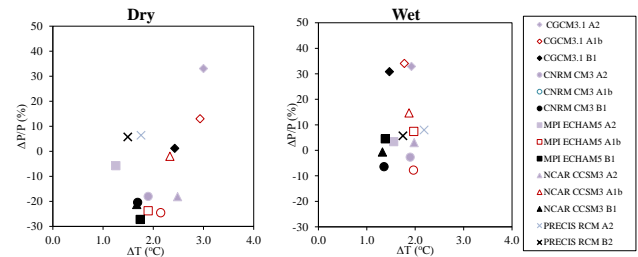 Dry
ΔP/P (%)
50
40
30
20
10
0
-10
-20
-30
0.0 1.0 2.0 3.0 4.0
ΔT (°C)
Wet
ΔP/P (%)
50
40
30
20
10
0
-10
-20
-30
0.0 1.0 2.0 3.0 4.0
ΔT (°C)
CGCM3.1 A2
CGCM3.1 A1b
CGCM3.1 B1
CNRM CM3 A2
CNRM CM3 A1b
CNRM CM3 B1
MPI ECHAM5 A2
MPI ECHAM5 A1b
MPI ECHAM5 B1
NCAR CCSM3 A2
NCAR CCSM3 A1b
NCAR CCSM3 B1
PRECIS RCM A2
PRECIS RCM B2